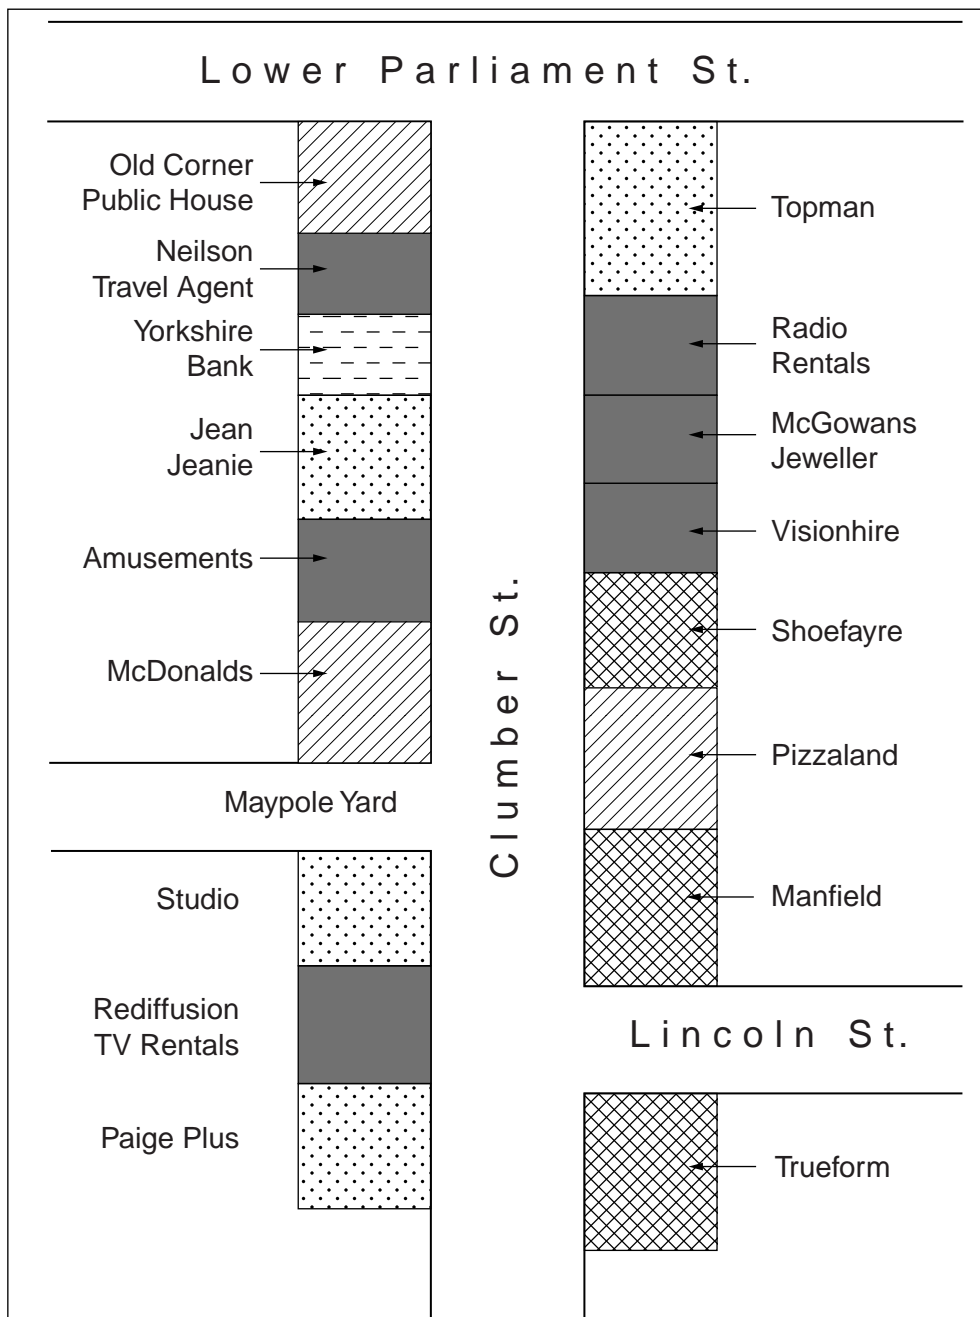 Lower Parliament St.
Old Corner
Public House
Neilson
Travel Agent
Yorkshire
Bank
Jean
Jeanie
Amusements
McDonalds
Maypole Yard
Studio
Rediffusion
TV Rentals
Paige Plus
Clumber St.
Topman
Radio
Rentals
McGowans
Jeweller
Visionhire
Shoefayre
Pizzaland
Manfield
Lincoln St.
Trueform